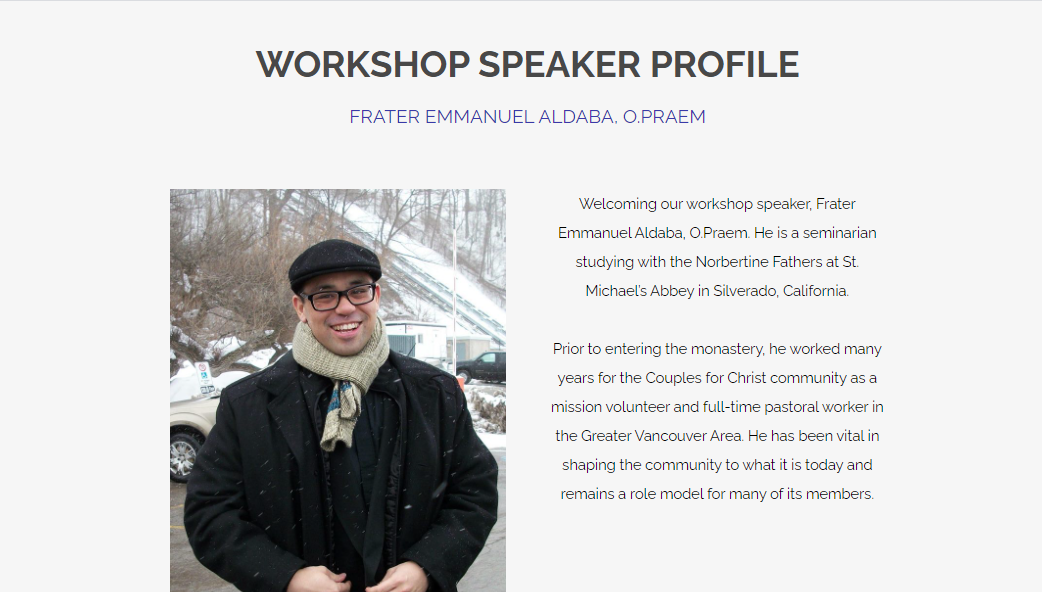 WORKSHOP SPEAKER PROFILE
FRATER EMMANUEL ALDABA, O.PRAEM
Welcoming our workshop speaker, Frater
Emmanuel Aldaba, O.Praem. He is a seminarian
studying with the Norbertine Fathers at St.
Michael's Abbey in Silverado, California.
Prior to entering the monastery, he worked many
years for the Couples for Christ community as a
mission volunteer and full-time pastoral worker in
the Greater Vancouver Area. He has been vital in
shaping the community to what it is today and
remains a role model for many of its members.